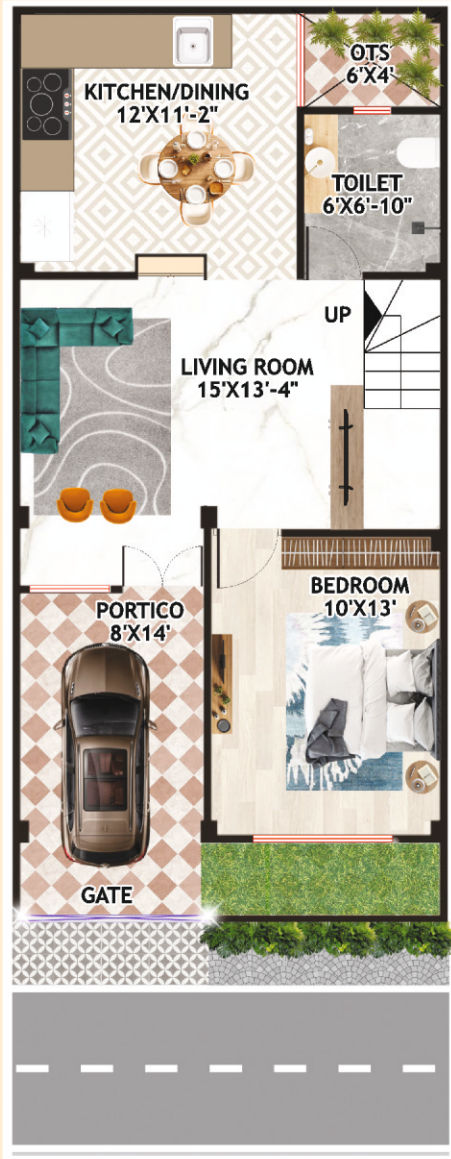 OTS
6'X4'
KITCHEN/DINING
12'X11'-2"
TOILET
6'X6'-10"
UP
LIVING ROOM
15'X13'-4"
BEDROOM
10'X13'
PORTICO
8'X14'
GATE